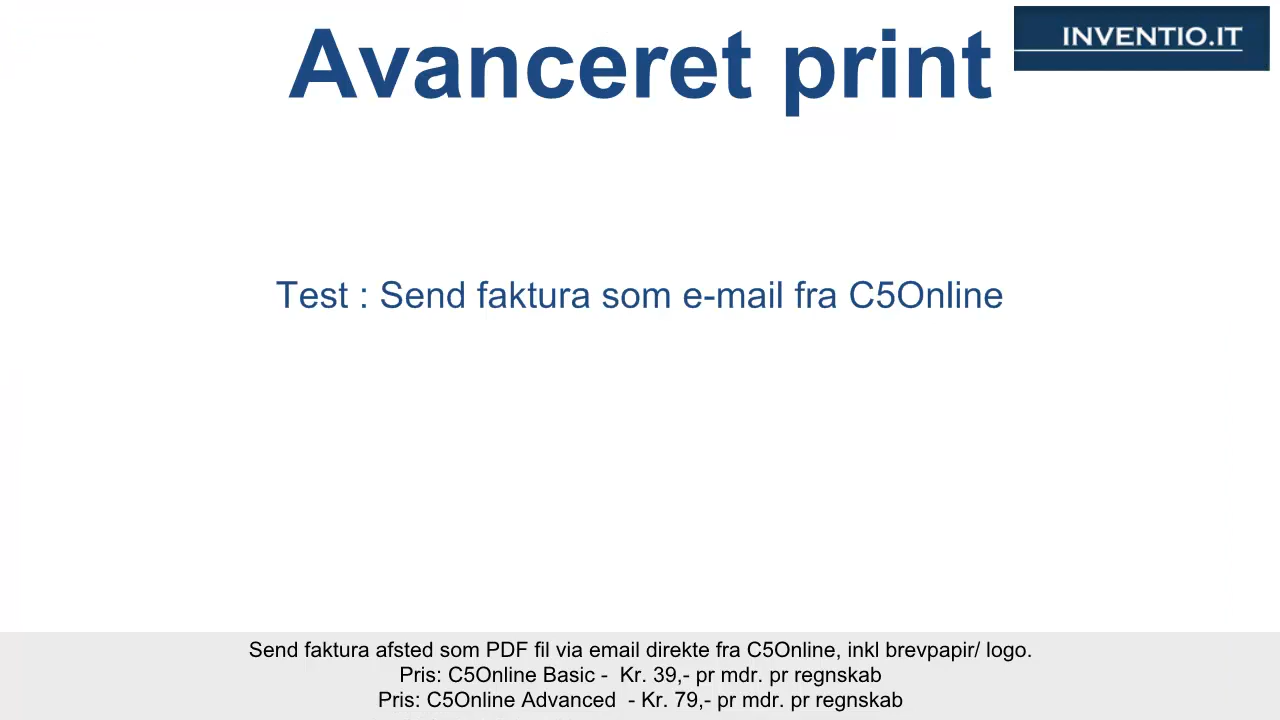 Avanceret print
INVENTIO.IT
Test : Send faktura som e-mail fra C5Online
Send faktura afsted som PDF fil via email direkte fra C5Online, inkl brevpapir/ logo.
Pris: C5Online Basic -  Kr. 39,- pr mdr. pr regnskab
Pris: C5Online Advanced  - Kr. 79,- pr mdr. pr regnskab